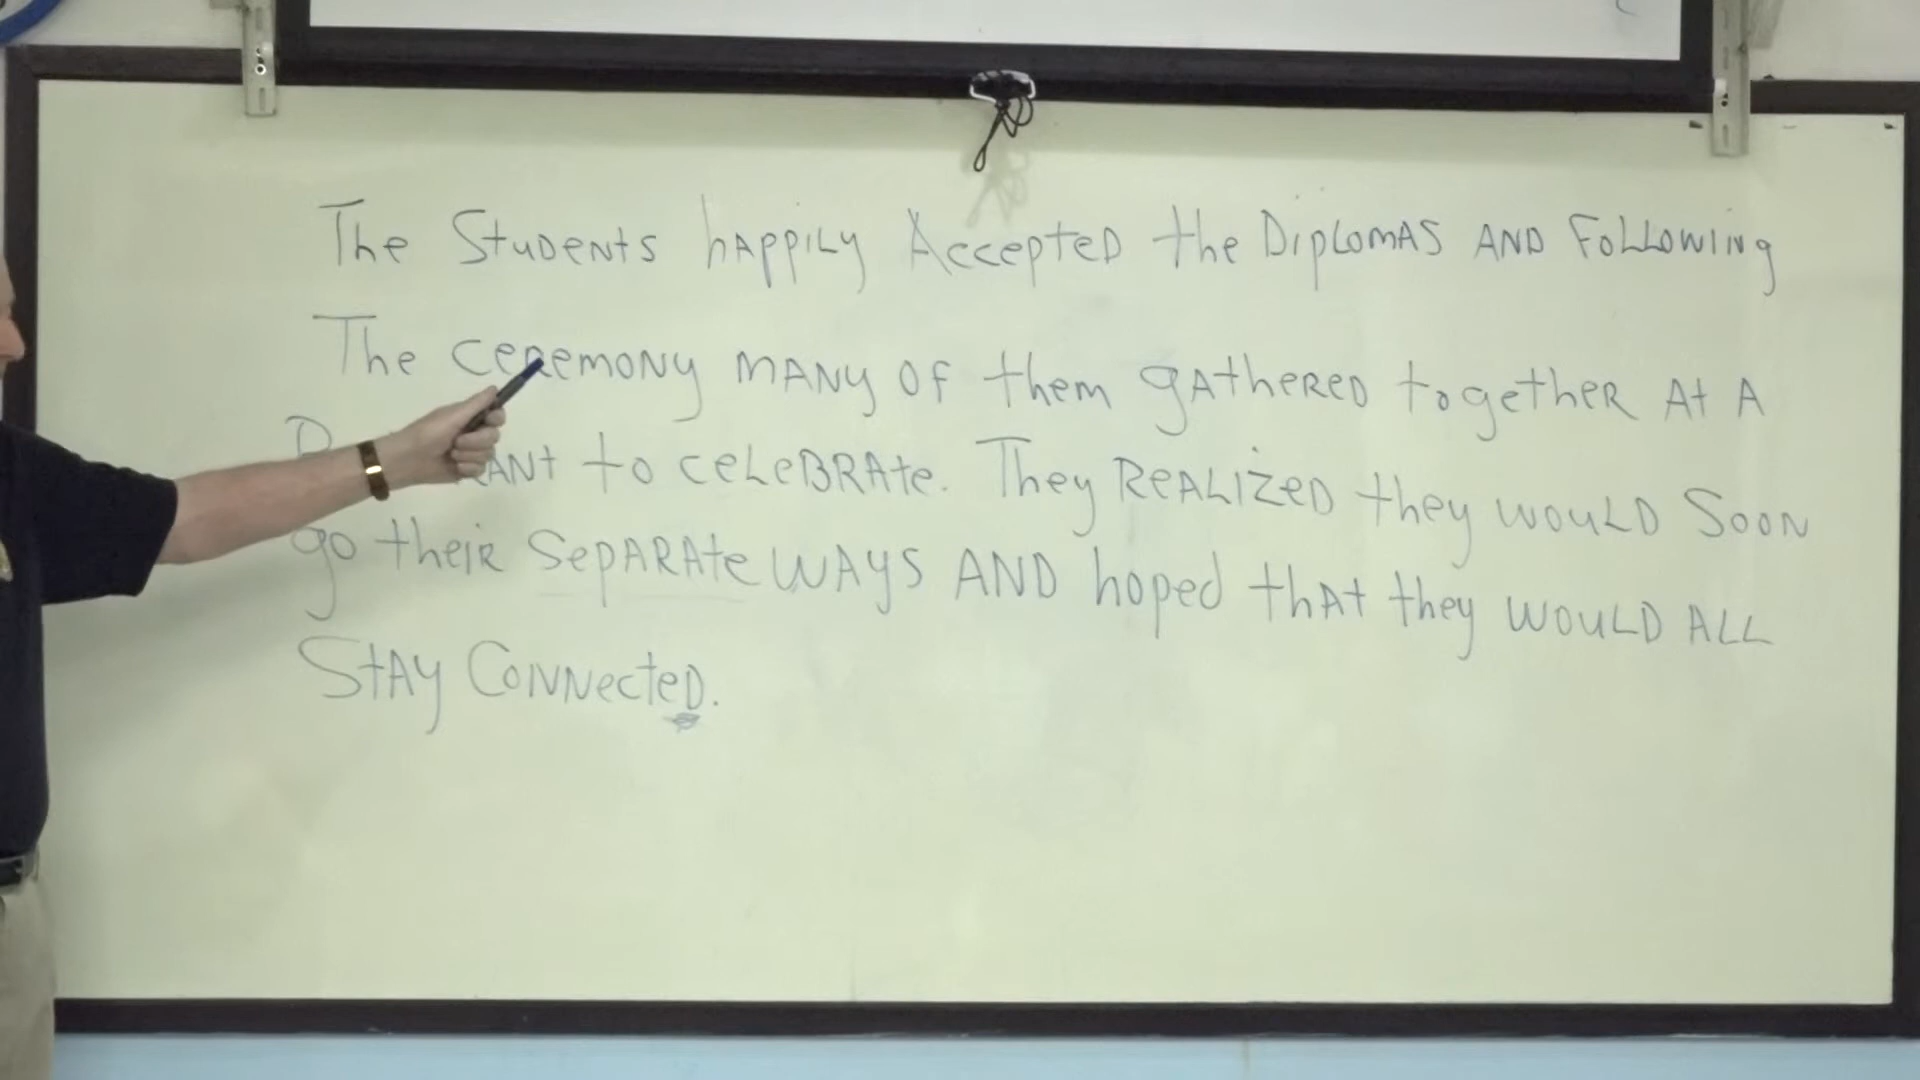 The Students happily Accepted the Diplomas AND Following
The ceremony MANY OF them gathered together At A
to celebrate. They Realized they would Soon
go their separate ways AND hoped that they would ALL
Stay Connected.